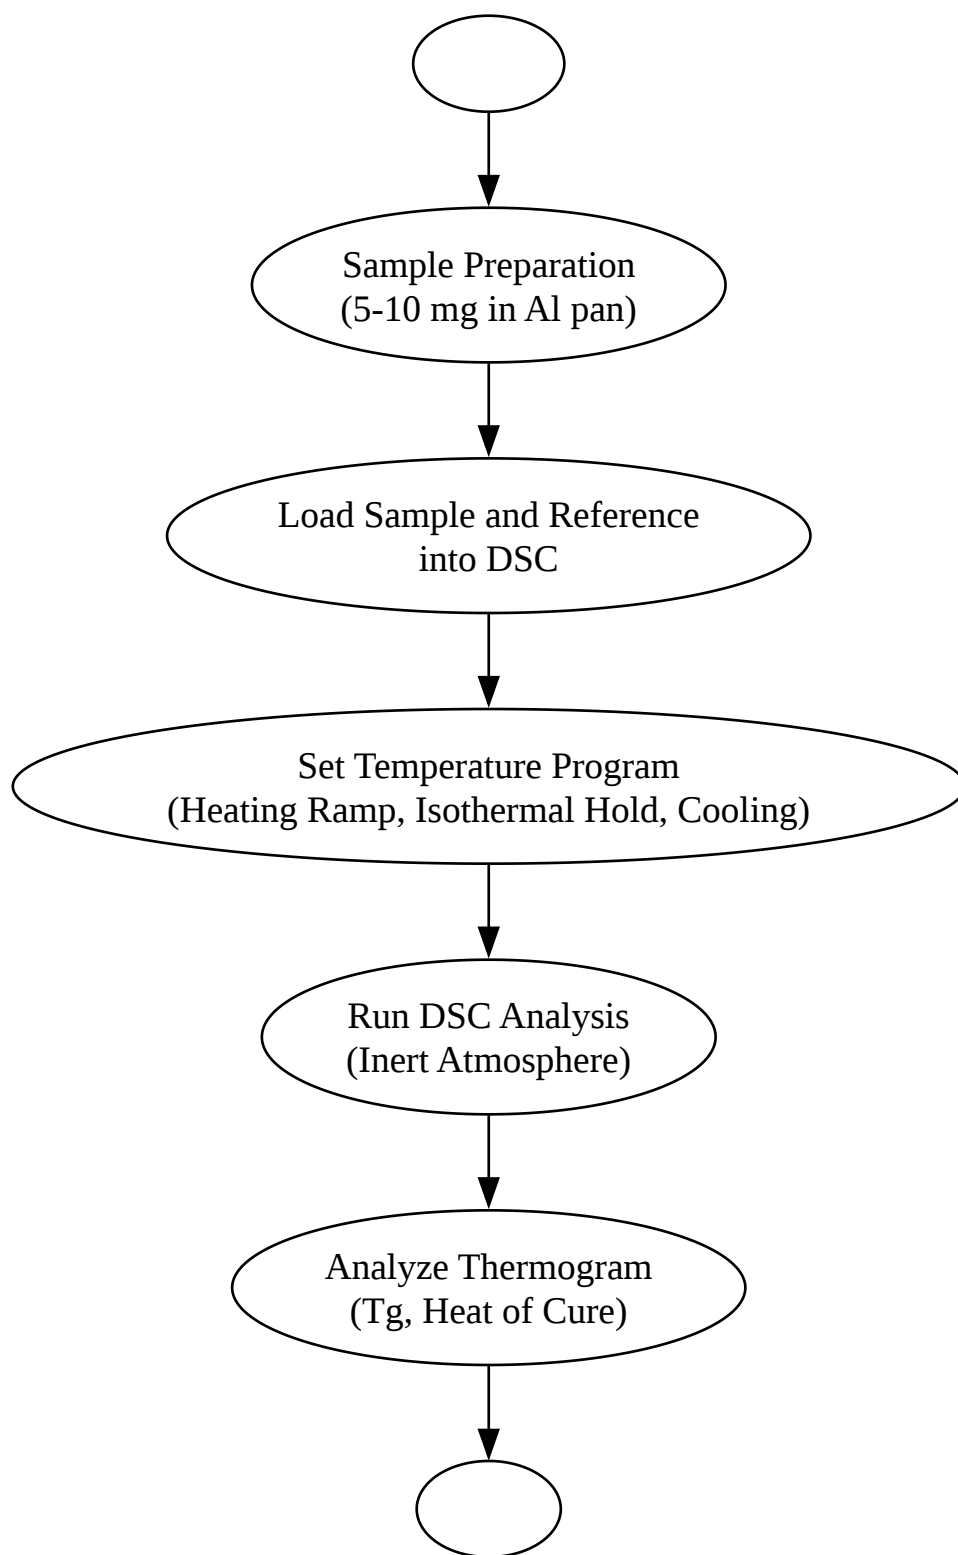 Sample Preparation
(5-10 mg in Al pan)
Load Sample and Reference
into DSC
Set Temperature Program
(Heating Ramp, Isothermal Hold, Cooling)
Run DSC Analysis
(Inert Atmosphere)
Analyze Thermogram
(Tg, Heat of Cure)